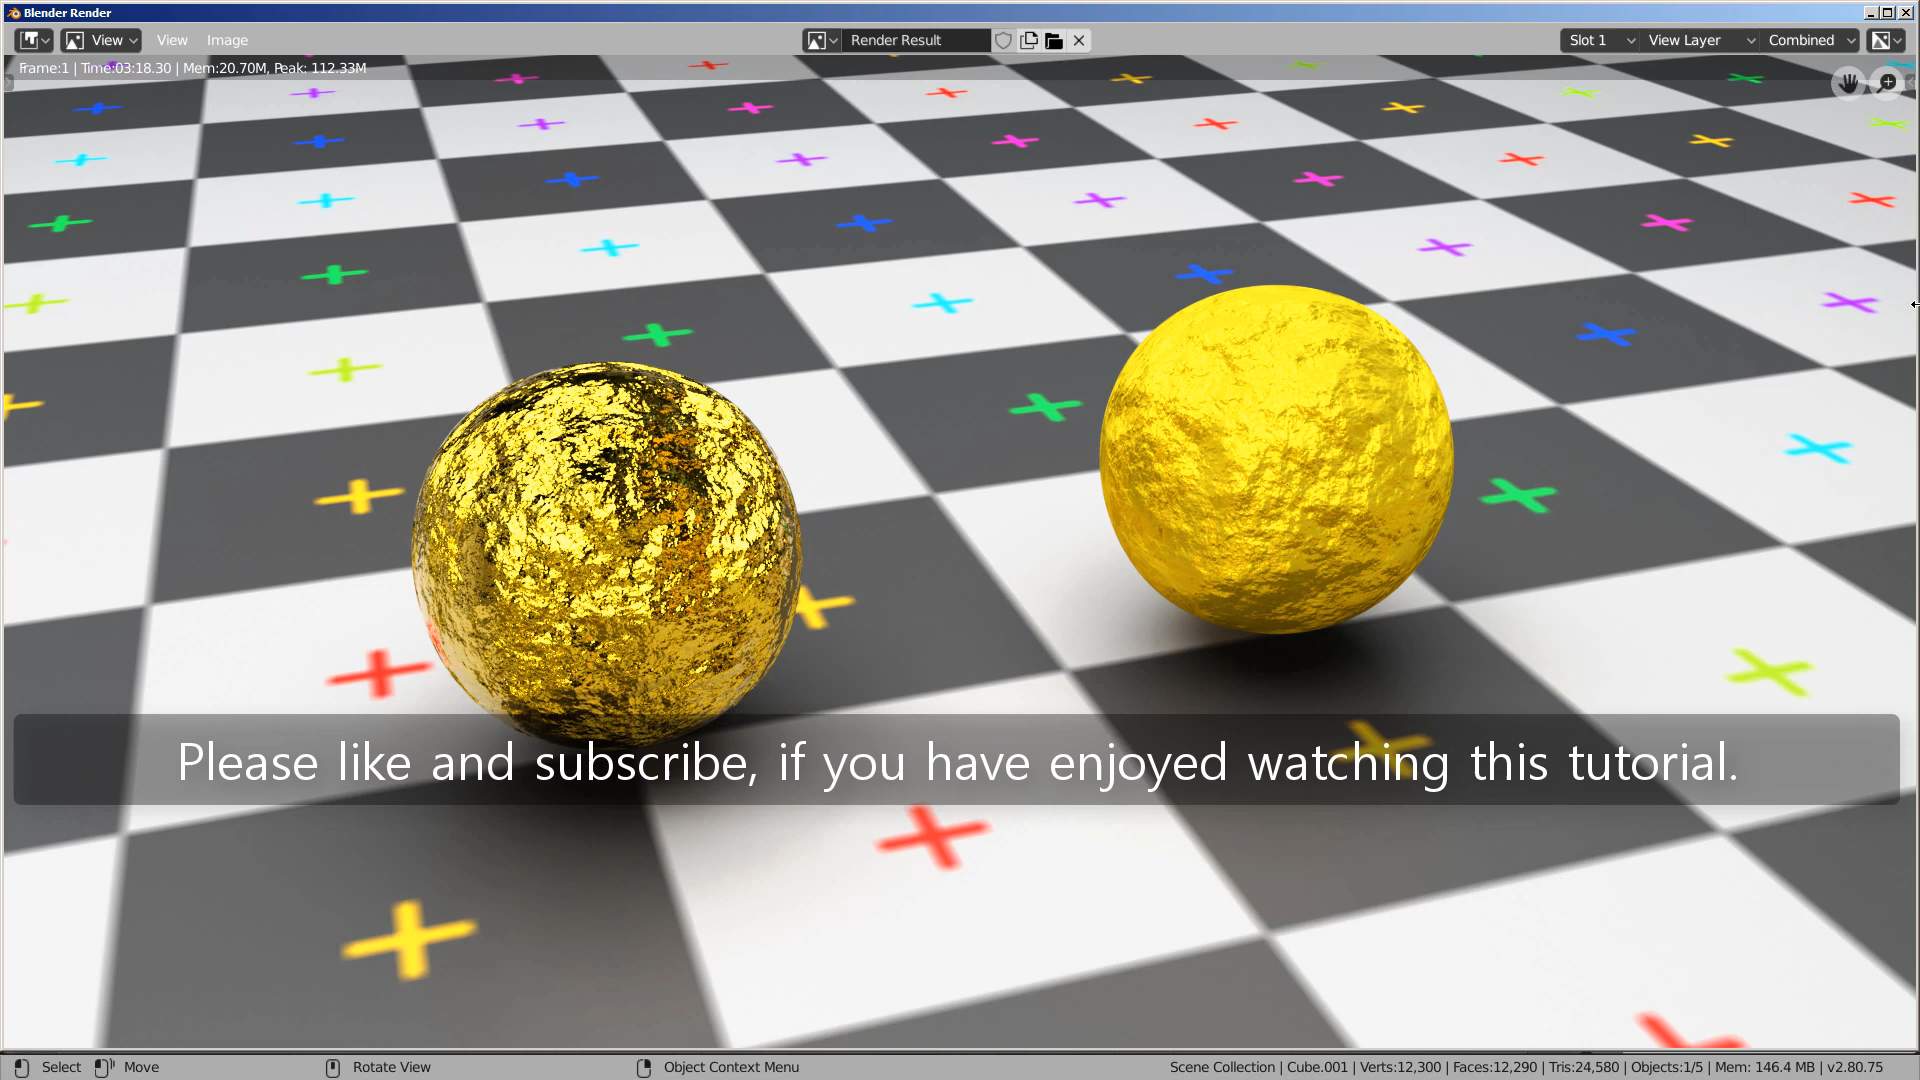 Blender Render
View View Image Render Result Slot 1 View Layer Combined
Frame:1 | Time:03:18.30 | Mem:20.70M, Peak: 112.33M
Please like and subscribe, if you have enjoyed watching this tutorial.
Select Move Rotate View Object Context Menu Scene Collection | Cube.001 | Verts:12,300 | Faces:12,290 | Tris:24,580 | Objects:1/5 | Mem: 146.4 MB | v2.80.75